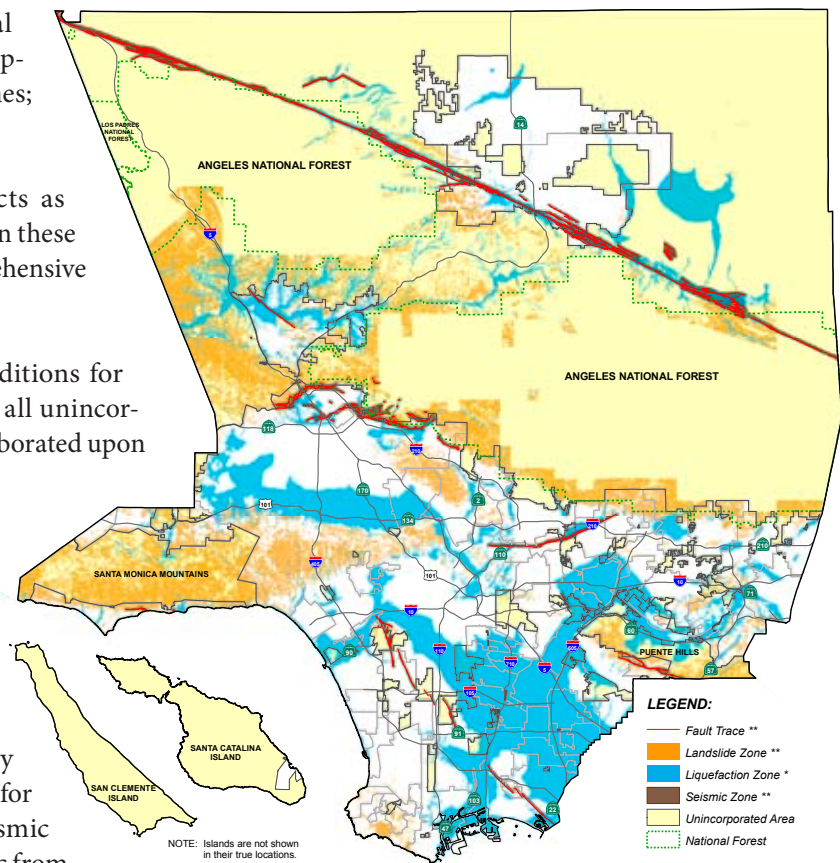 al
p-
nes;
cts as
n these
ehensive
ditions for
all unincor-
borated upon
y
for
smic
r from
LOS PADRES
NATIONAL
FOREST
ANGELES NATIONAL FOREST
14
5
ANGELES NATIONAL FOREST
118
210
170
2
101
134
210
110
210
SANTA MONICA MOUNTAINS
405
101
10
71
10
60
90
110
710
605
PUENTE HILLS
5
57
105
91
SANTA CATALINA
ISLAND
SAN CLEMENTE
ISLAND
103
22
47
NOTE: Islands are not shown
in their true locations.
LEGEND:
Fault Trace **
Landslide Zone **
Liquefaction Zone *
Seismic Zone **
Unincorporated Area
National Forest